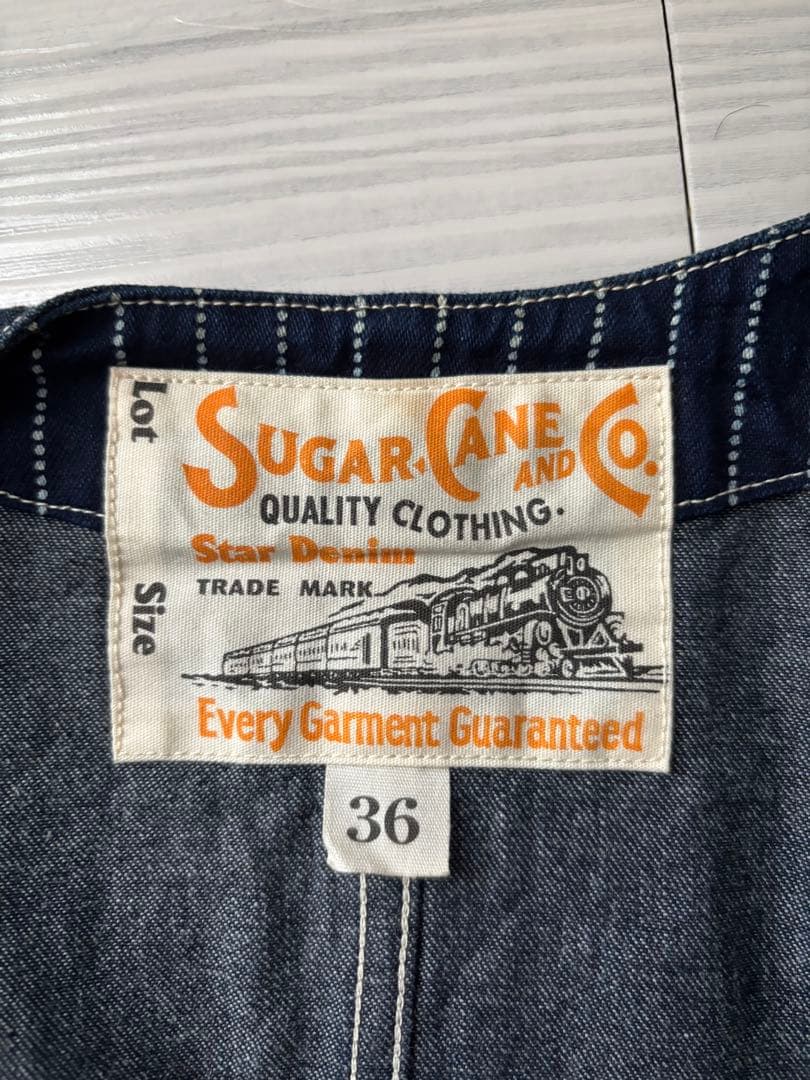 Lot
Size
SUGAR CANE AND CO.
QUALITY CLOTHING.
Star Denim
TRADE MARK
Every Garment Guaranteed
36